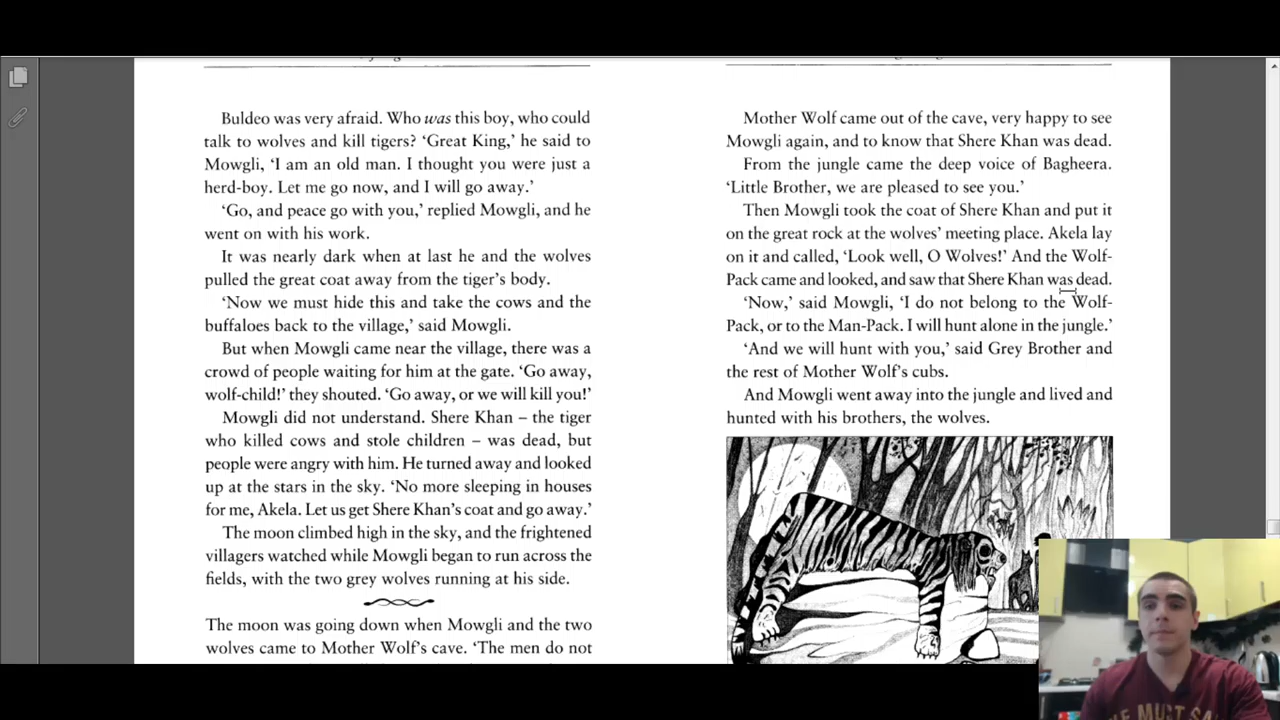 Buldeo was very afraid. Who was this boy, who could
talk to wolves and kill tigers? ‘Great King,’ he said to
Mowgli, ‘I am an old man. I thought you were just a
herd-boy. Let me go now, and I will go away.’
‘Go, and peace go with you,’ replied Mowgli, and he
went on with his work.
It was nearly dark when at last he and the wolves
pulled the great coat away from the tiger’s body.
‘Now we must hide this and take the cows and the
buffaloes back to the village,’ said Mowgli.
But when Mowgli came near the village, there was a
crowd of people waiting for him at the gate. ‘Go away,
wolf-child!’ they shouted. ‘Go away, or we will kill you!’
Mowgli did not understand. Shere Khan – the tiger
who killed cows and stole children – was dead, but
people were angry with him. He turned away and looked
up at the stars in the sky. ‘No more sleeping in houses
for me, Akela. Let us get Shere Khan’s coat and go away.’
The moon climbed high in the sky, and the frightened
villagers watched while Mowgli began to run across the
fields, with the two grey wolves running at his side.
The moon was going down when Mowgli and the two
wolves came to Mother Wolf’s cave. ‘The men do not
Mother Wolf came out of the cave, very happy to see
Mowgli again, and to know that Shere Khan was dead.
From the jungle came the deep voice of Bagheera.
‘Little Brother, we are pleased to see you.’
Then Mowgli took the coat of Shere Khan and put it
on the great rock at the wolves’ meeting place. Akela lay
on it and called, ‘Look well, O Wolves!’ And the Wolf-
Pack came and looked, and saw that Shere Khan was dead.
‘Now,’ said Mowgli, ‘I do not belong to the Wolf-
Pack, or to the Man-Pack. I will hunt alone in the jungle.’
‘And we will hunt with you,’ said Grey Brother and
the rest of Mother Wolf’s cubs.
And Mowgli went away into the jungle and lived and
hunted with his brothers, the wolves.